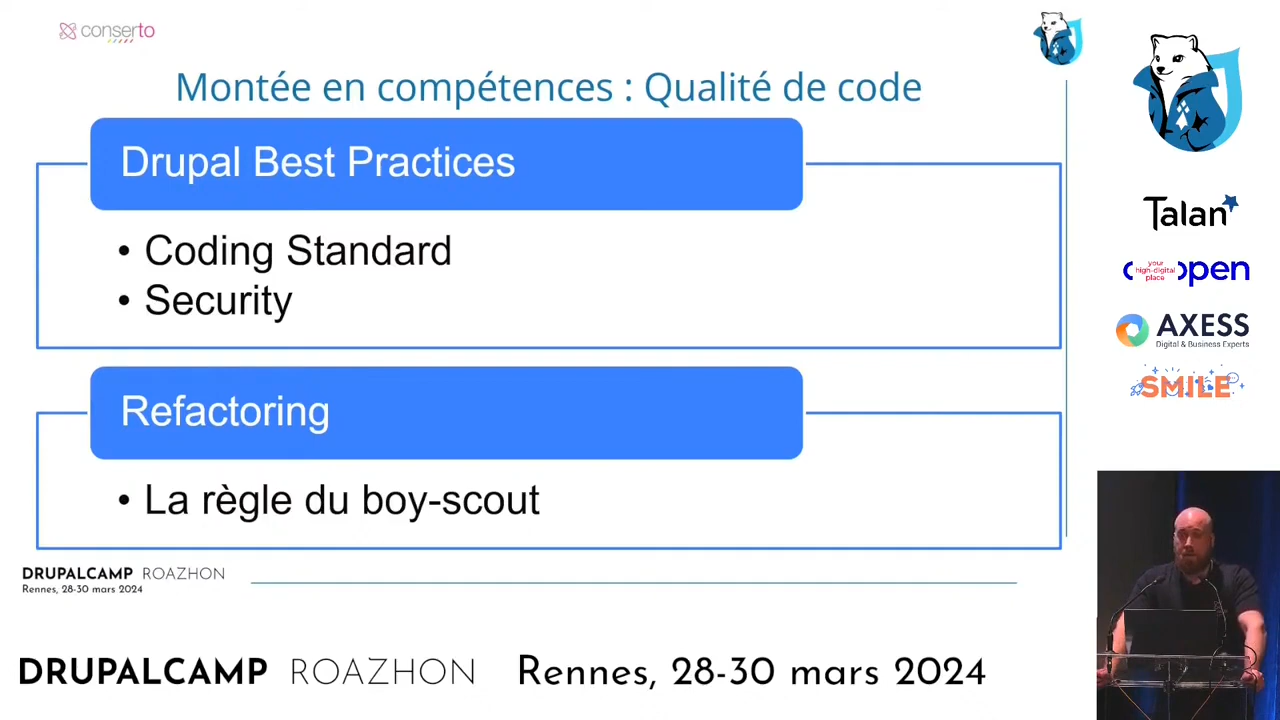 conserto
Montée en compétences : Qualité de code
Drupal Best Practices
• Coding Standard
• Security
Refactoring
• La règle du boy-scout
DRUPALCAMP ROAZHON
Rennes, 28-30 mars 2024
DRUPALCAMP ROAZHON Rennes, 28-30 mars 2024
Talan
your
high-digital
place
open
AXESS
Digital & Business Experts
SMILE